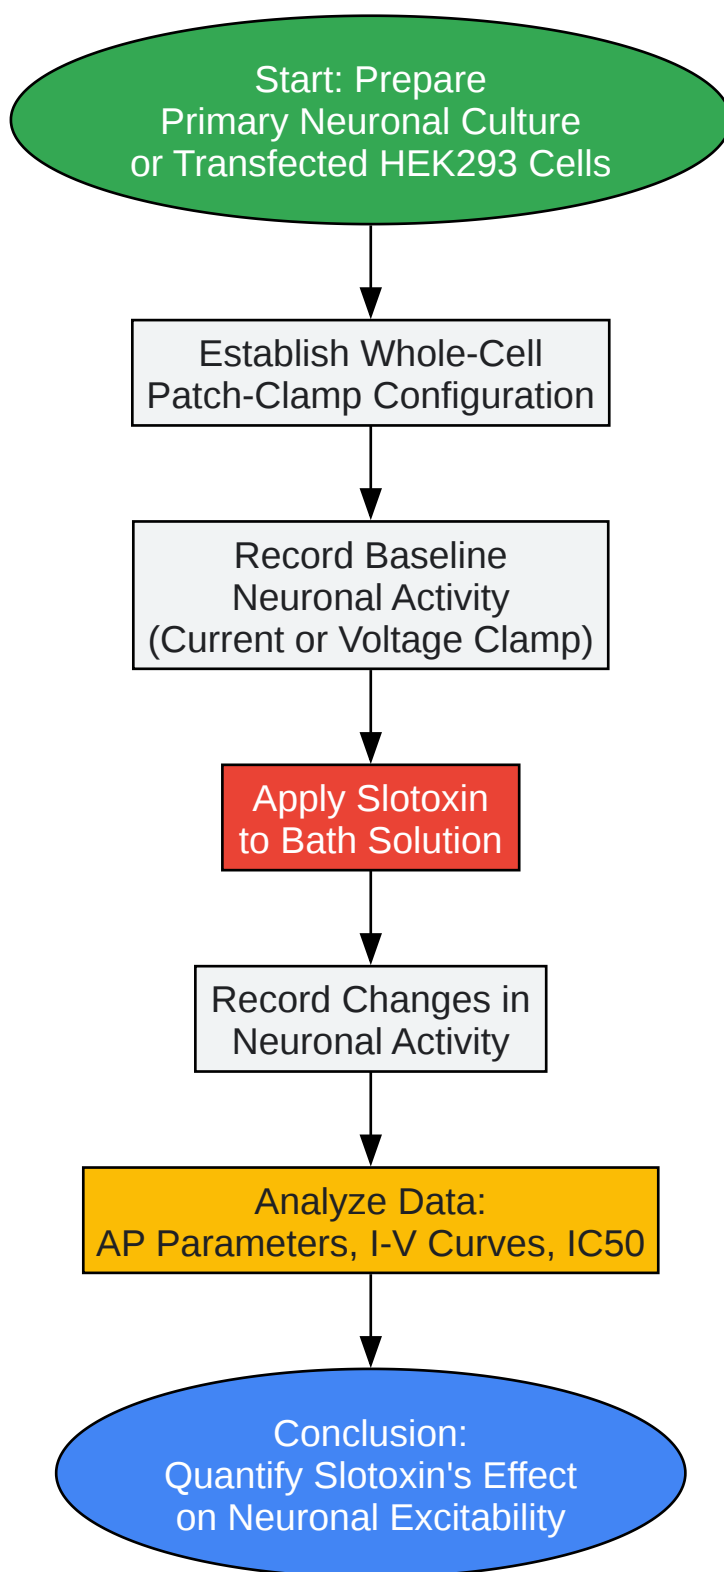 Start: Prepare
Primary Neuronal Culture
or Transfected HEK293 Cells
Establish Whole-Cell
Patch-Clamp Configuration
Record Baseline
Neuronal Activity
(Current or Voltage Clamp)
Apply Slotoxin
to Bath Solution
Record Changes in
Neuronal Activity
Analyze Data:
AP Parameters, I-V Curves, IC50
Conclusion:
Quantify Slotoxin's Effect
on Neuronal Excitability